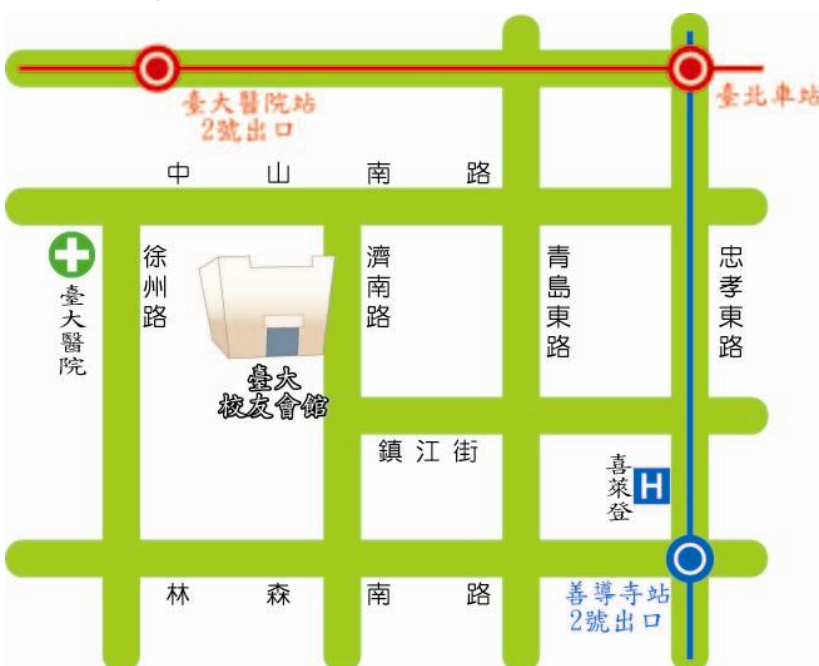 臺大醫院站
2號出口
臺北車站
中山南路
臺大醫院
徐州路
濟南路
青島東路
忠孝東路
臺大
校友會館
鎮江街
喜萊登
H
林森南路
善導寺站
2號出口